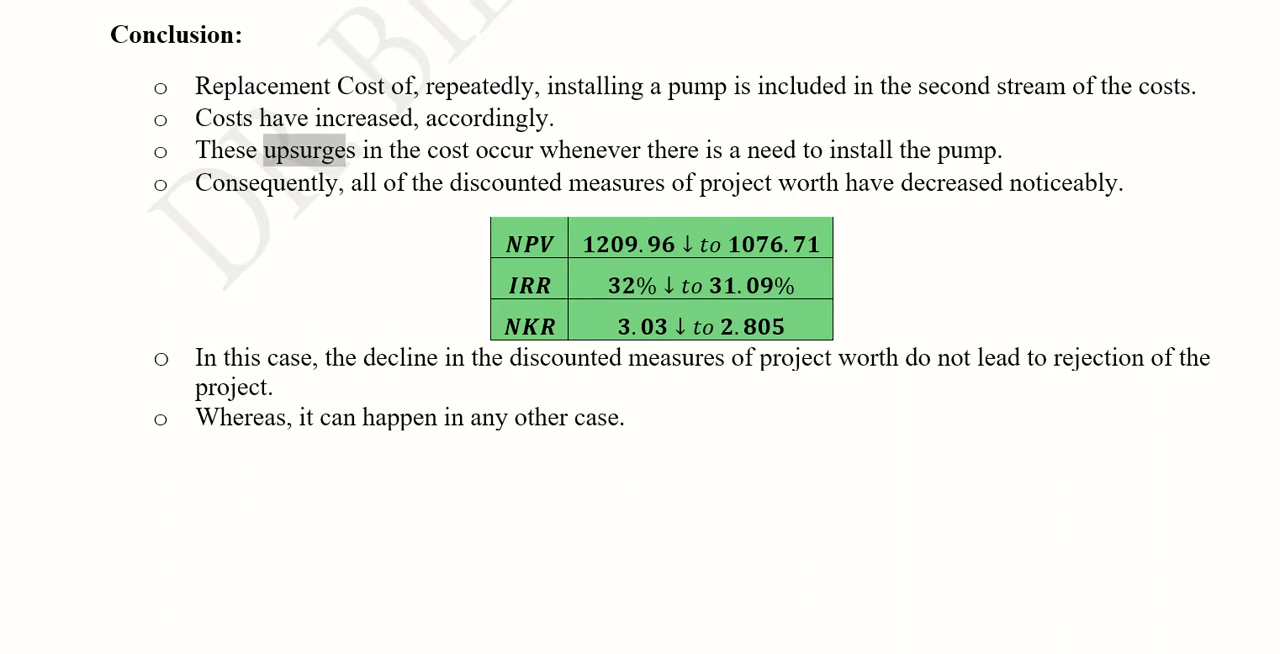 Conclusion:
o Replacement Cost of, repeatedly, installing a pump is included in the second stream of the costs.
o Costs have increased, accordingly.
o These upsurges in the cost occur whenever there is a need to install the pump.
o Consequently, all of the discounted measures of project worth have decreased noticeably.
NPV 1209.96 ↓ to 1076.71
IRR 32% ↓ to 31.09%
NKR 3.03 ↓ to 2.805
o In this case, the decline in the discounted measures of project worth do not lead to rejection of the
project.
o Whereas, it can happen in any other case.